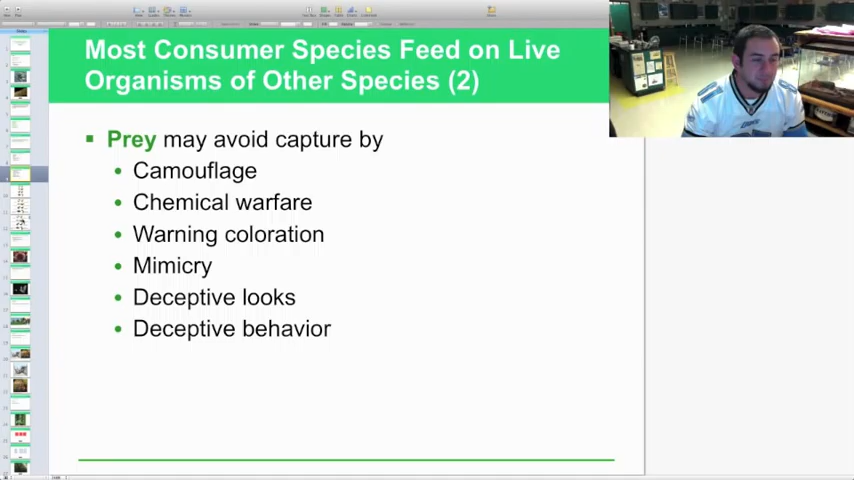 Most Consumer Species Feed on Live
Organisms of Other Species (2)
Prey may avoid capture by
Camouflage
Chemical warfare
Warning coloration
Mimicry
Deceptive looks
Deceptive behavior